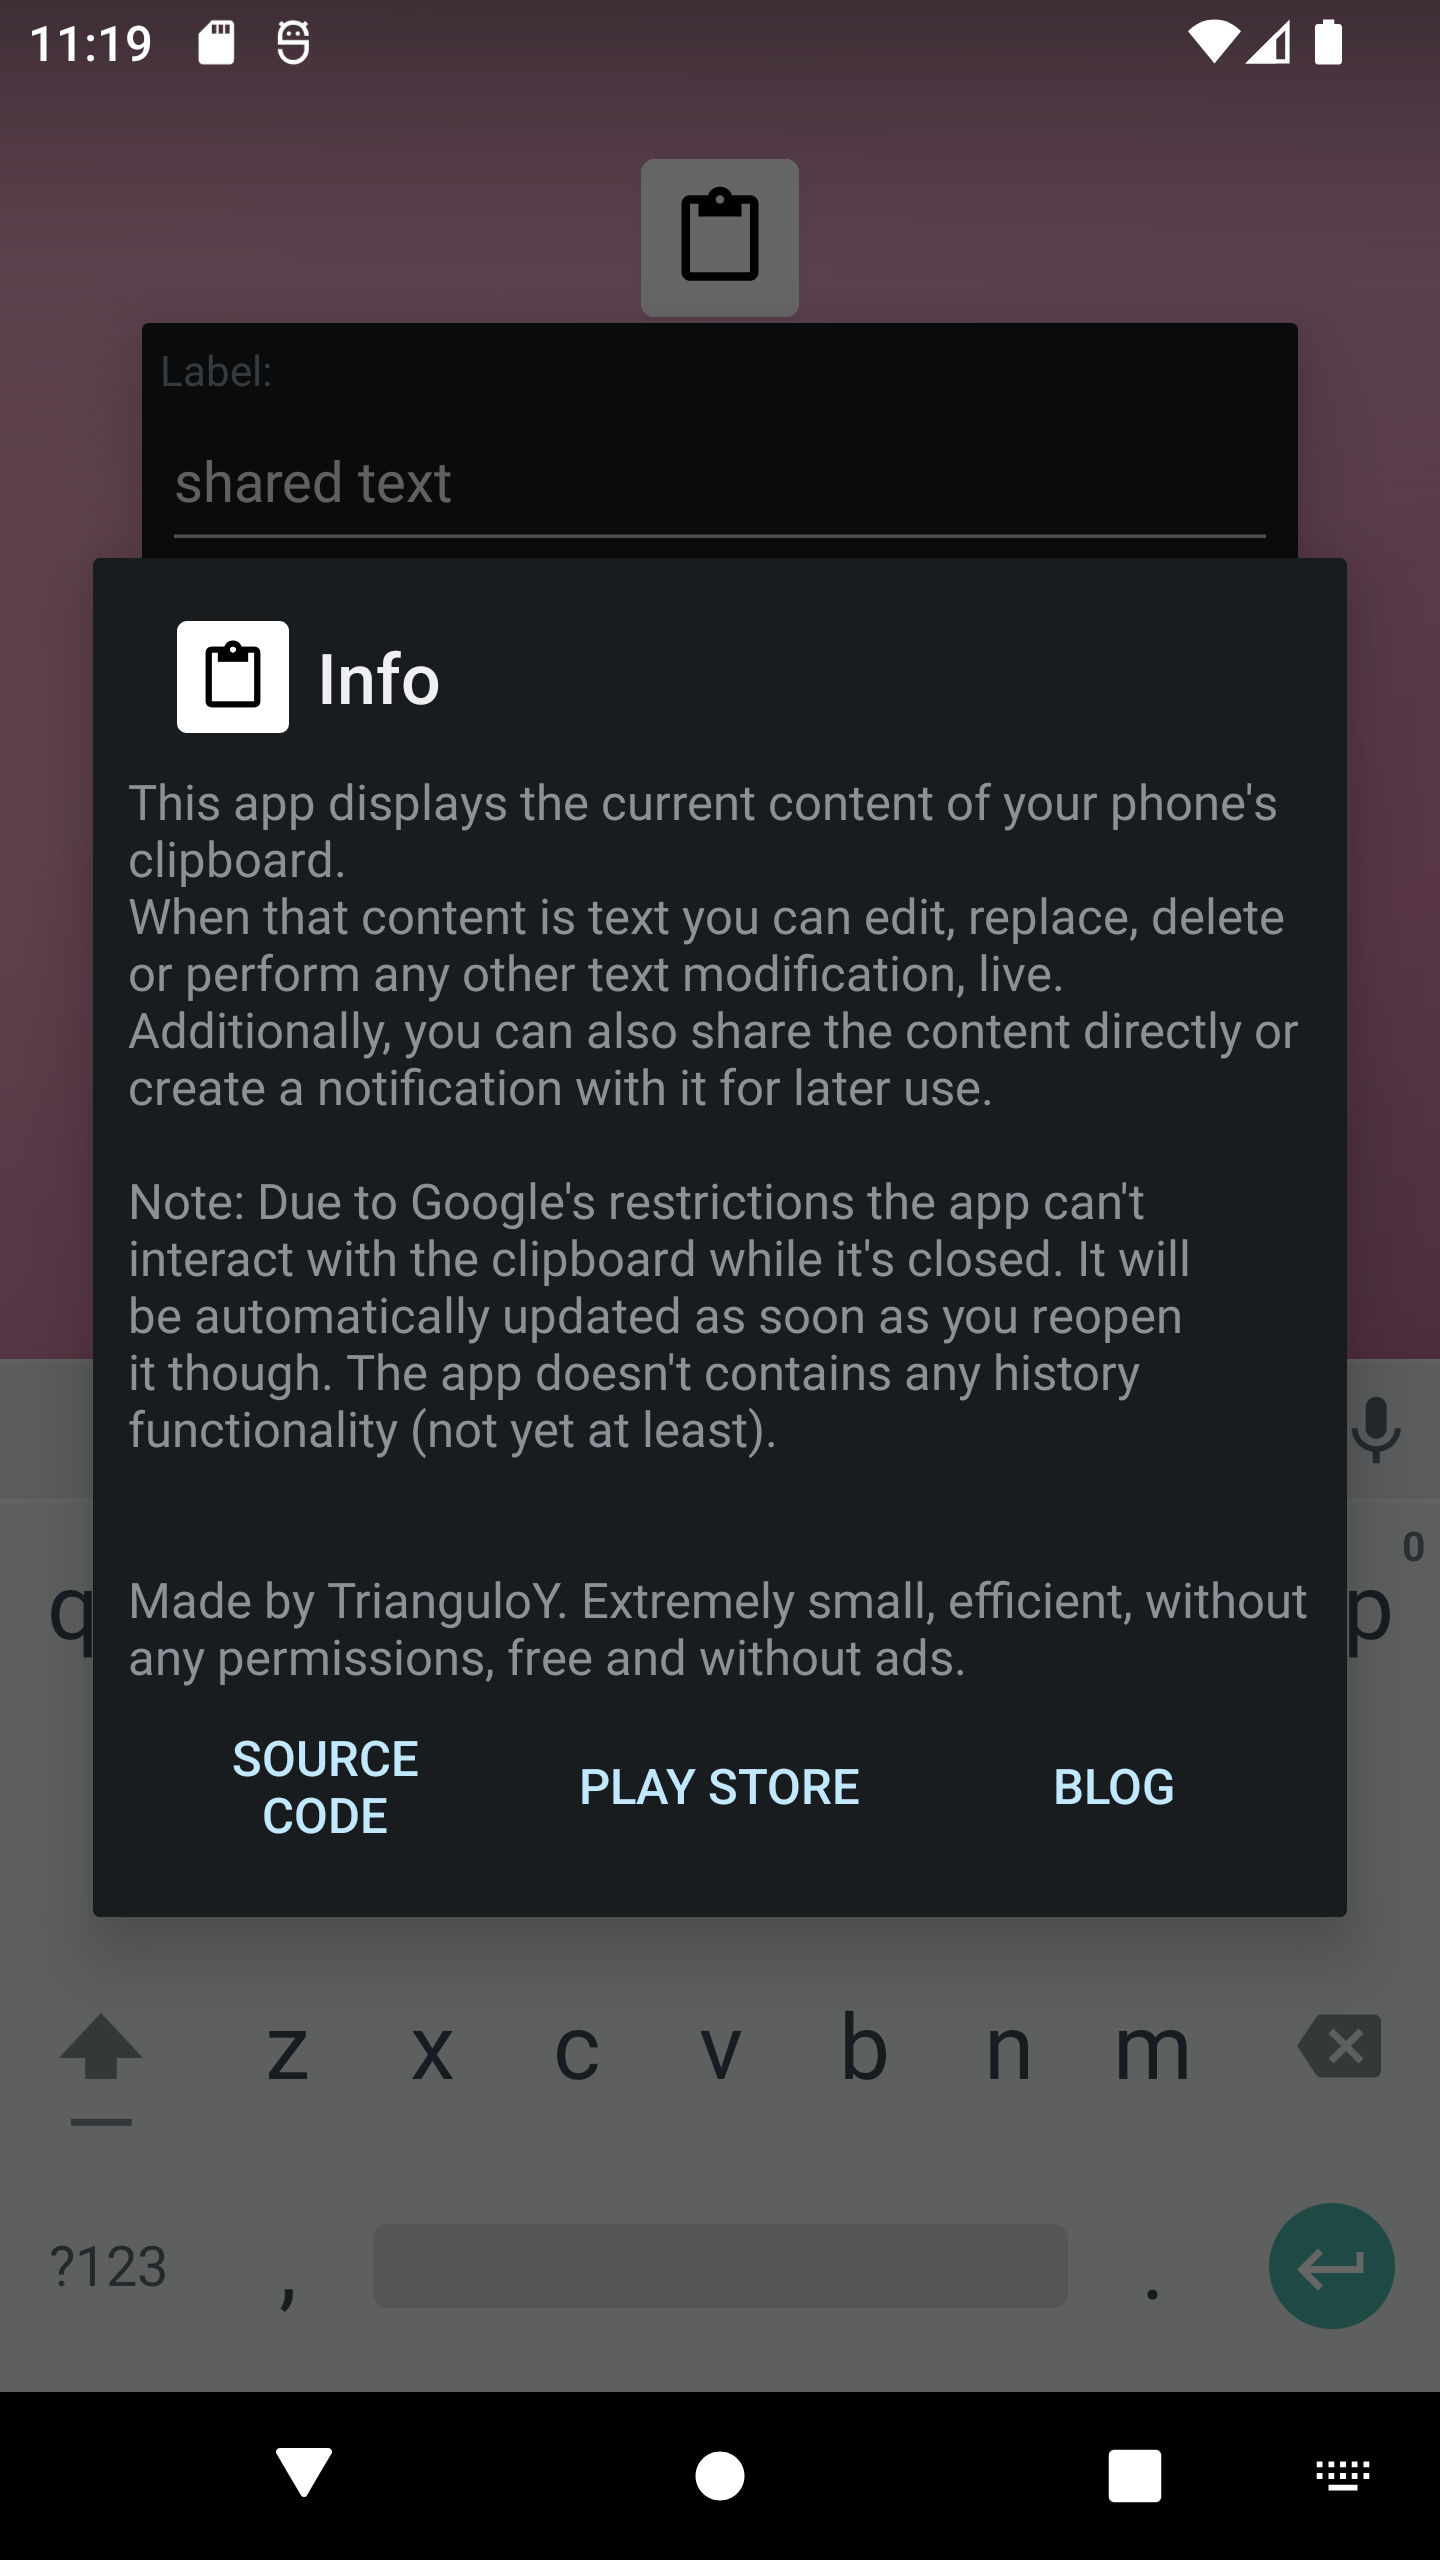 11:19
Label:
shared text
Info
This app displays the current content of your phone's
clipboard.
When that content is text you can edit, replace, delete
or perform any other text modification, live.
Additionally, you can also share the content directly or
create a notification with it for later use.
Note: Due to Google's restrictions the app can't
interact with the clipboard while it's closed. It will
be automatically updated as soon as you reopen
it though. The app doesn't contains any history
functionality (not yet at least).
Made by TrianguloY. Extremely small, efficient, without
any permissions, free and without ads.
SOURCE
CODE
PLAY STORE
BLOG
0
q p
z x c v b n m
?123 , .